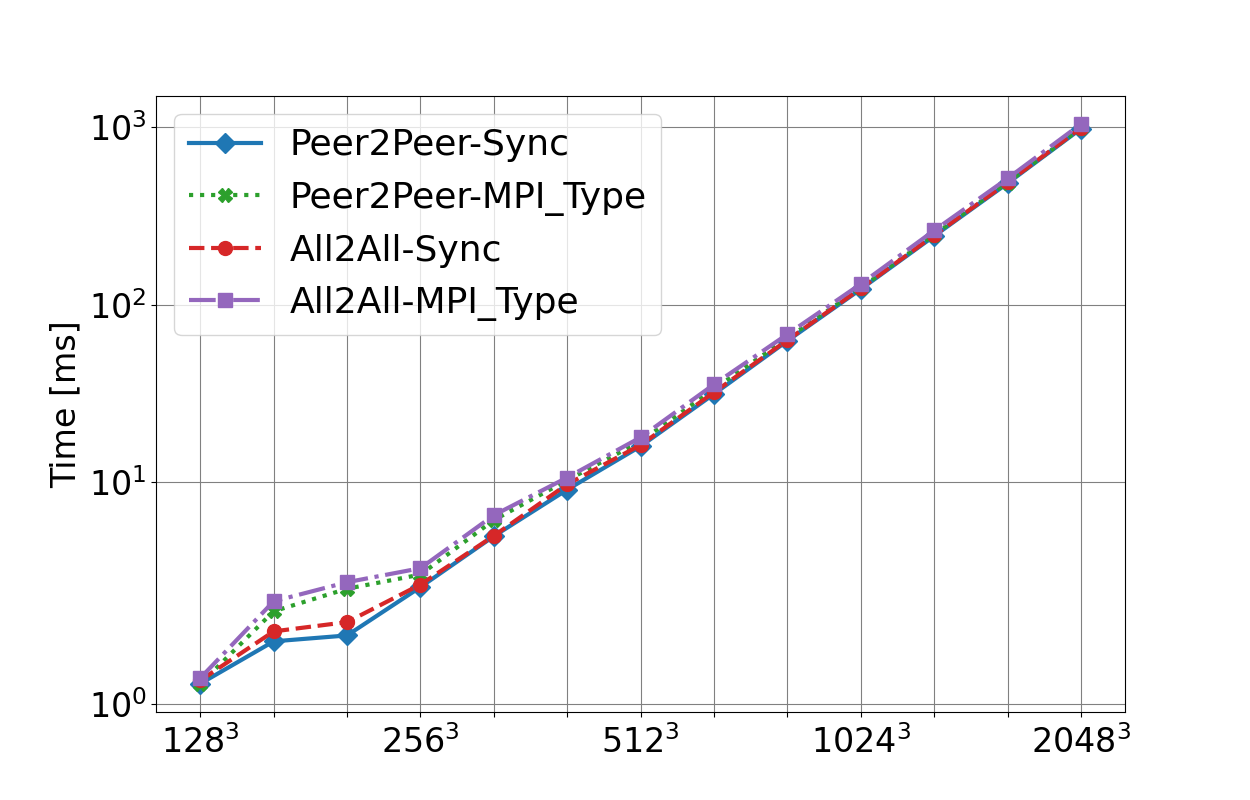 Peer2Peer-Sync
Peer2Peer-MPI_Type
All2All-Sync
All2All-MPI_Type
Time [ms]
10³
10²
10¹
10⁰
128³
256³
512³
1024³
2048³